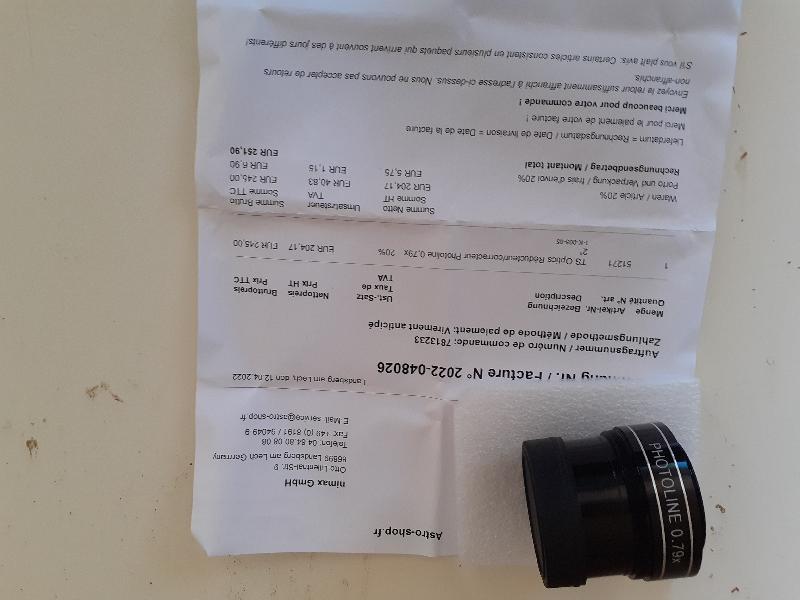 Astro-shop.fr
nimax GmbH
Otto Lilienthal-Str. 9
86899 Landsberg am Lech Germany
Telefon: 04 84 80 08 08
Fax: +49 (0) 8191 / 94049 9
E Mail: service@astro-shop.fr
Landsberg am Lech, den 12.04.2022
Nr. / Facture N° 2022-048026
Auftragsnummer / Numéro de commande: 7813233
Zahlungsmethode / Méthode de paiement: Virement anticipé
Menge Artikel-Nr. Bezeichnung Ust.-Satz Nettopreis Bruttopreis
Quantité N° art. Description Taux de Prix HT Prix TTC
TVA
1 51271 TS Optics Réducteur/correcteur Photoline 0.79x 20% EUR 204,17 EUR 245,00
2"
Summe Netto Umsatzsteuer Summe Brutto
Somme HT TVA Somme TTC
Waren / Article 20% EUR 204,17 EUR 40,83 EUR 245,00
Porto und Verpackung / frais d'envoi 20% EUR 5,75 EUR 1,15 EUR 6,90
Rechnungsendbetrag / Montant total EUR 251,90
Lieferdatum = Rechnungsdatum / Date de livraison = Date de la facture
Merci pour le paiement de votre facture !
Merci beaucoup pour votre commande !
Envoyez le retour suffisamment affranchi à l'adresse ci-dessus. Nous ne pouvons pas accepter de retours
non-affranchis.
S'il vous plaît avis: Certains articles consistent en plusieurs paquets qui arrivent souvent à des jours différents!
PHOTOLINE 0.79x